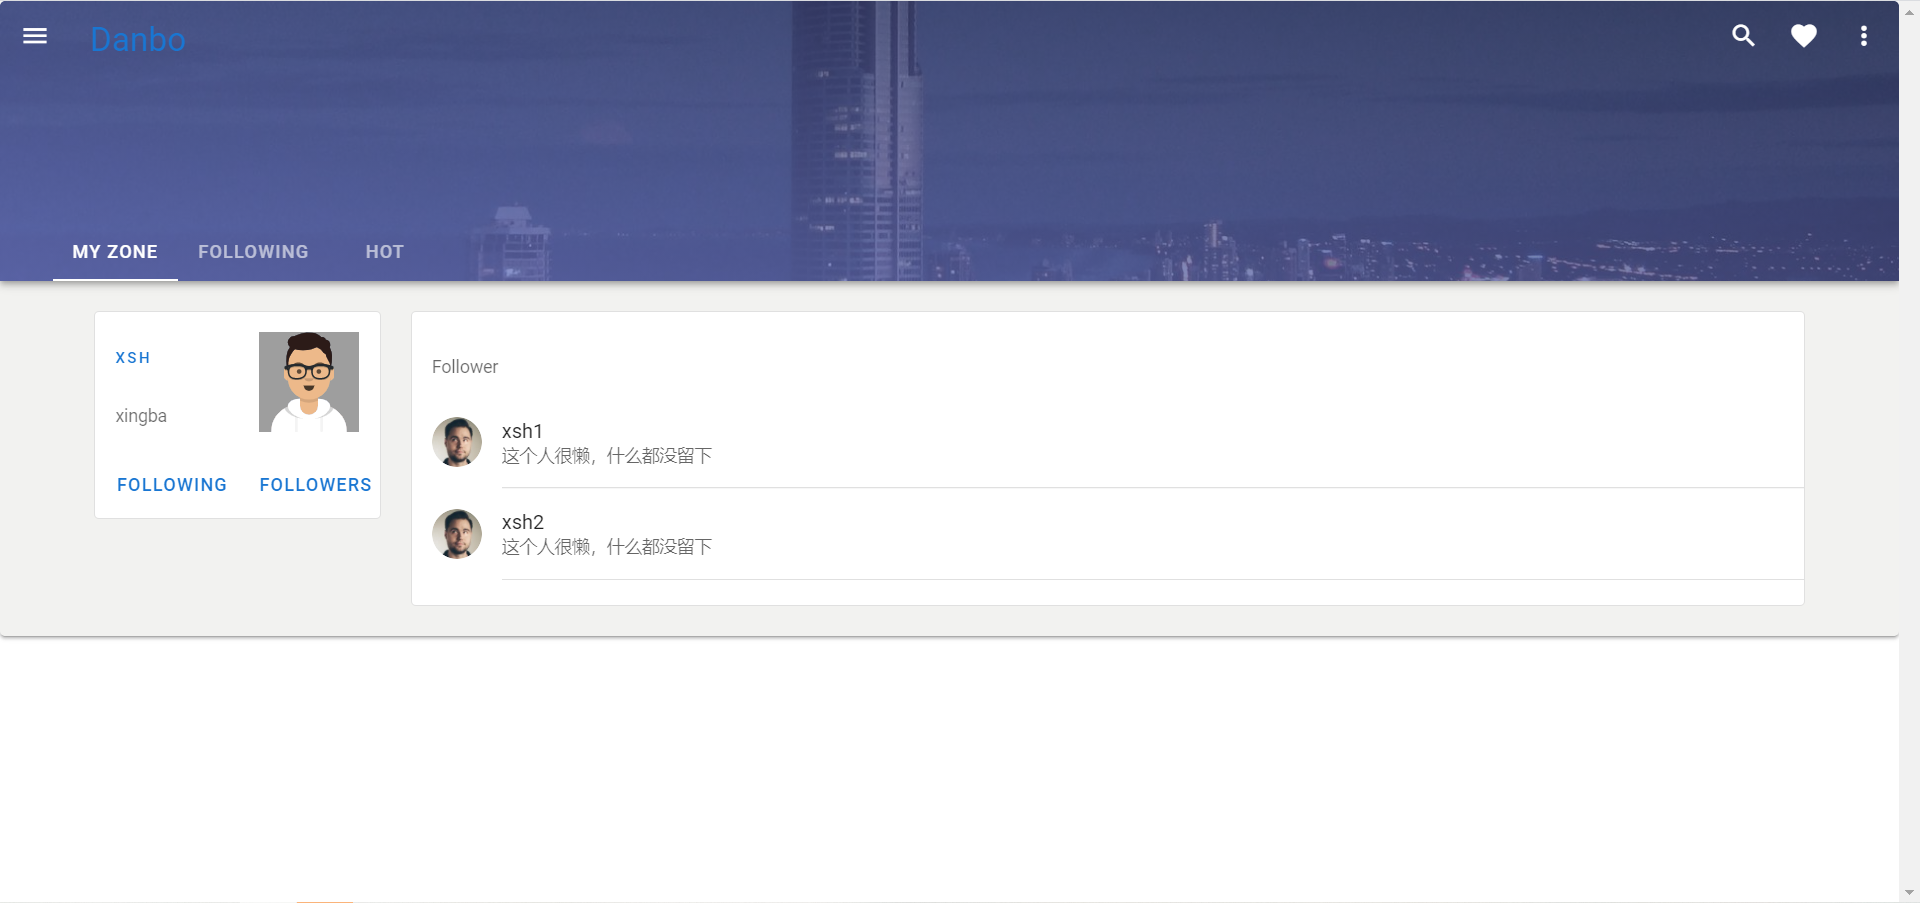 Danbo
MY ZONE
FOLLOWING
HOT
XSH
xingba
FOLLOWING
FOLLOWERS
Follower
xsh1
这个人很懒，什么都没留下
xsh2
这个人很懒，什么都没留下